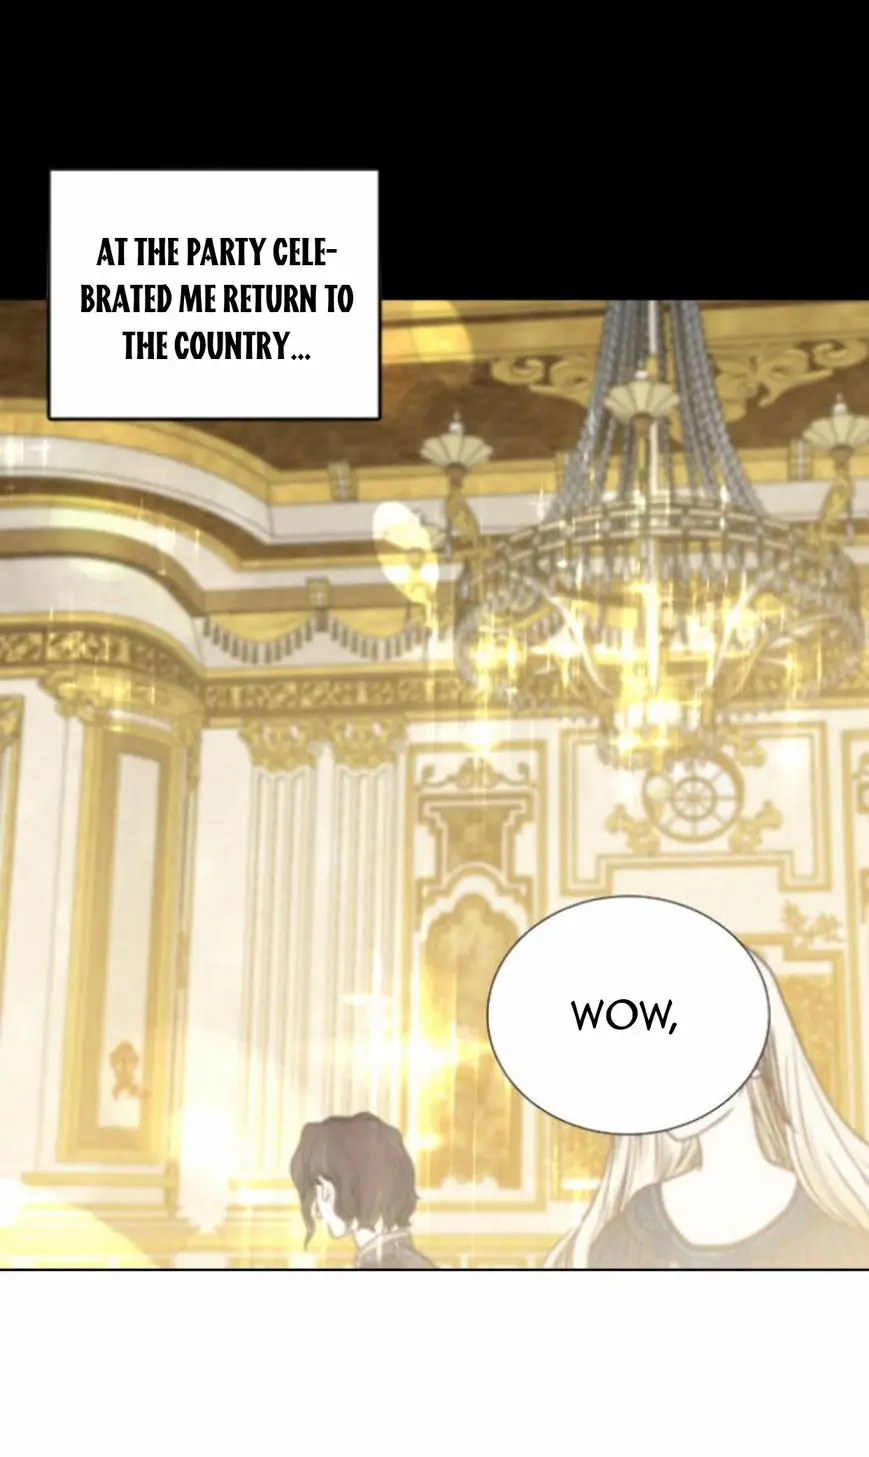 AT THE PARTY CELE-
BRATED ME RETURN TO
THE COUNTRY...
WOW,